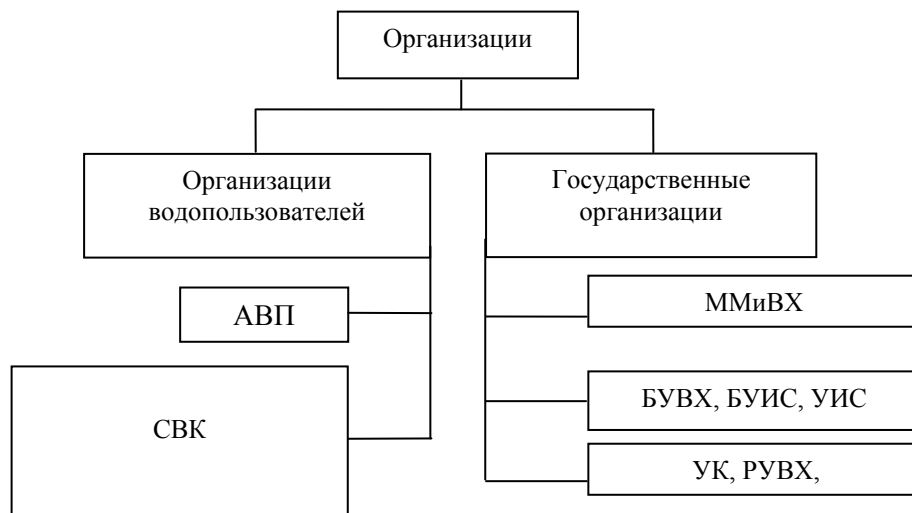 Организации
Организации
водопользователей
Государственные
организации
АВП
ММиВХ
СВК
БУВХ, БУИС, УИС
УК, РУВХ,